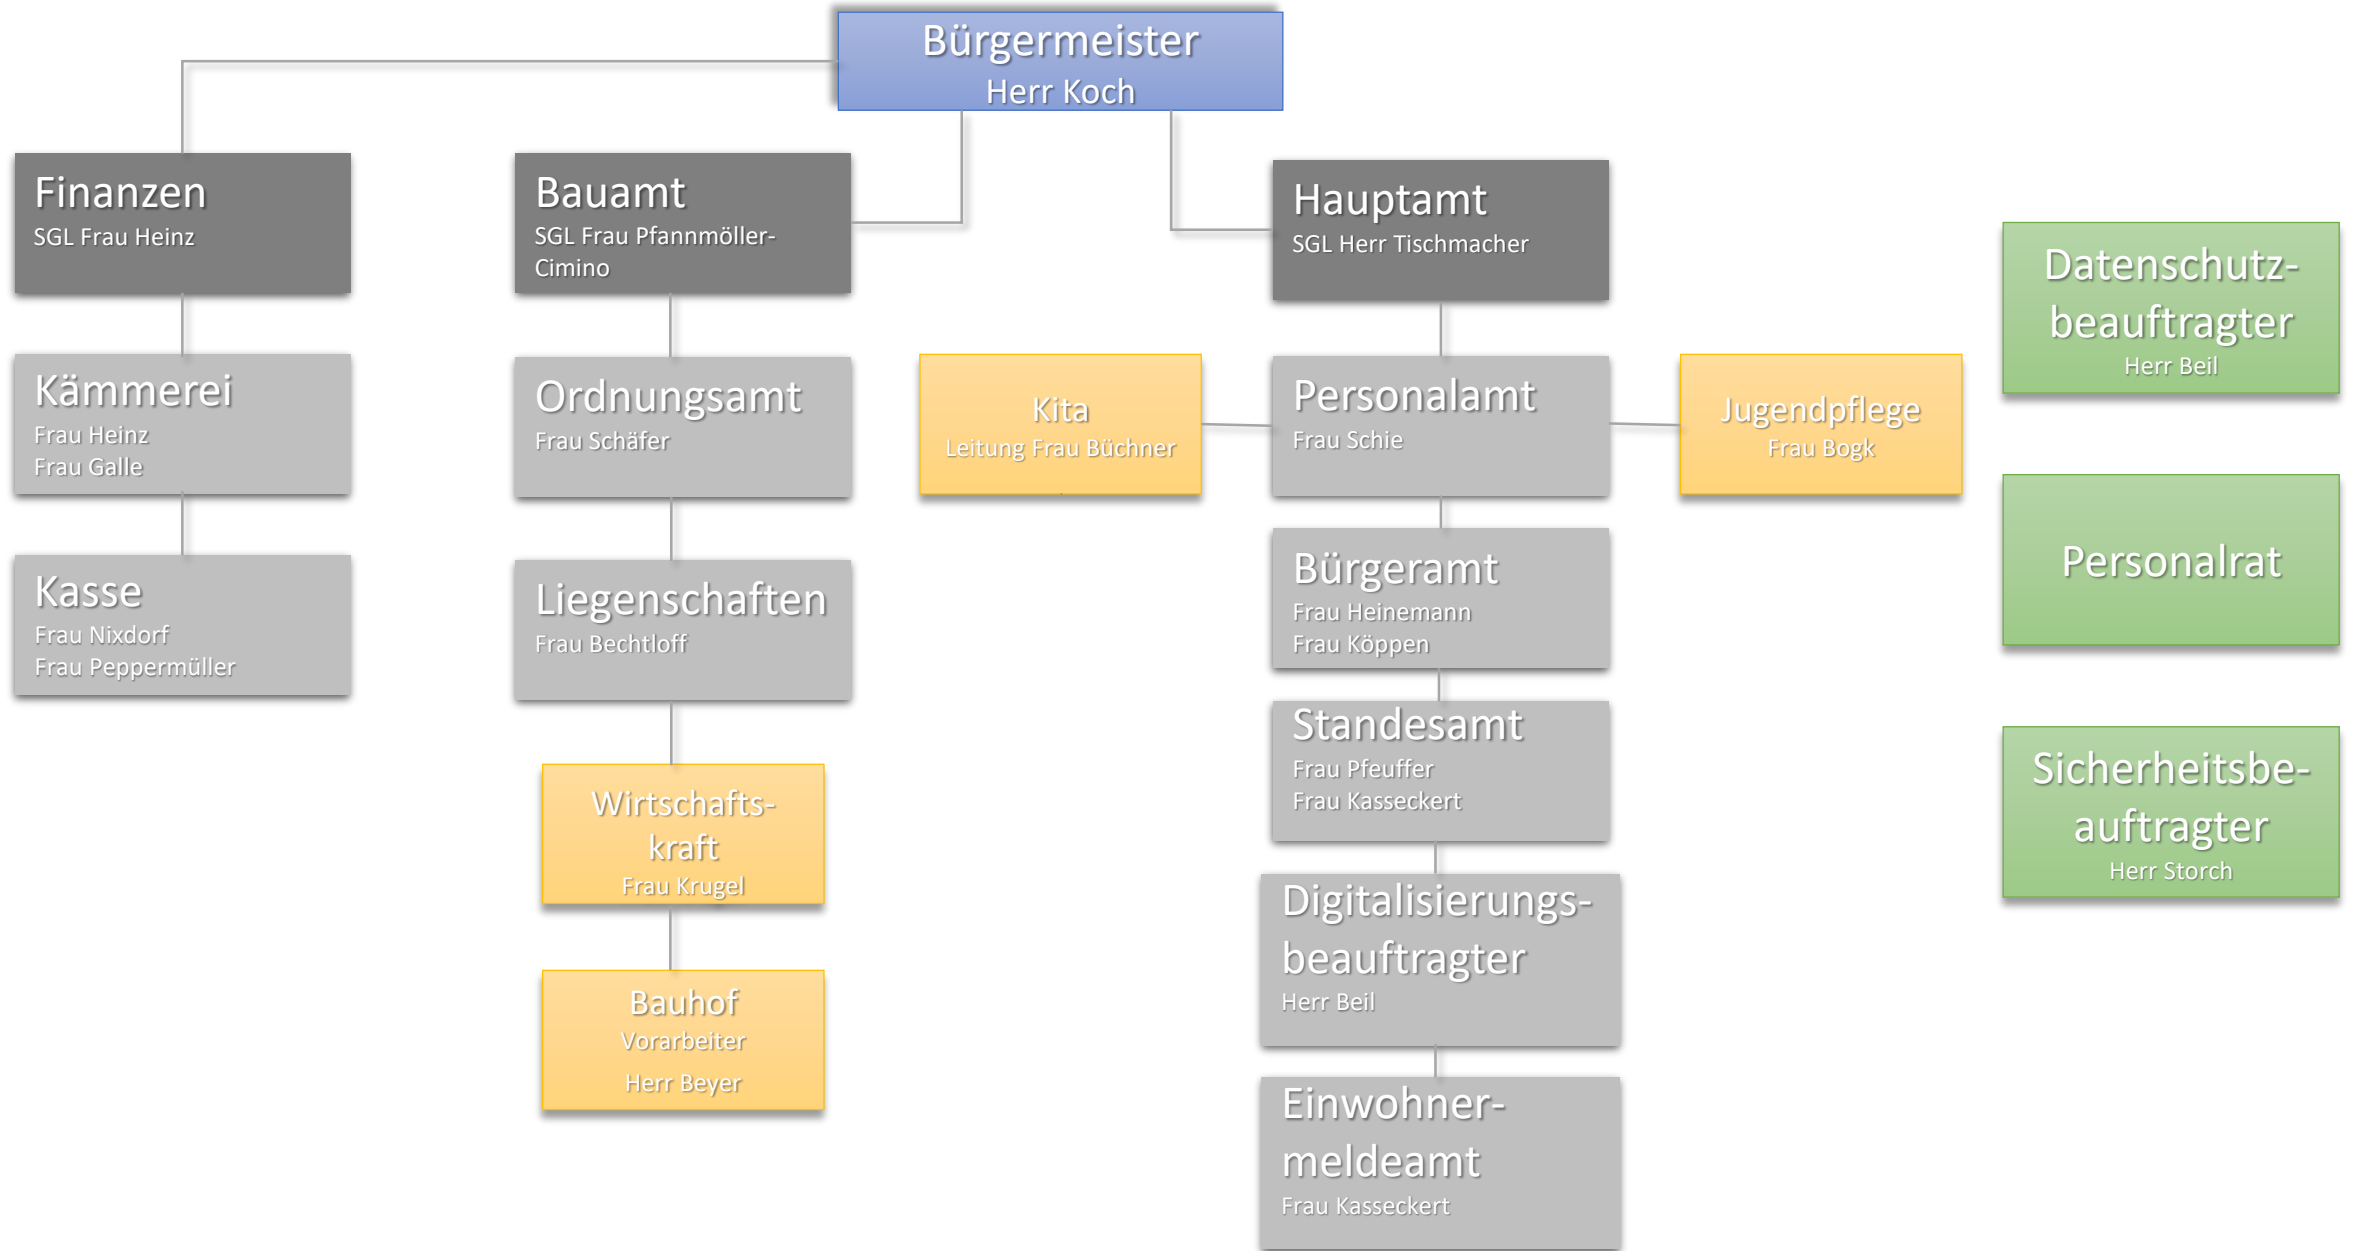 Bürgermeister
Herr Koch
Finanzen
SGL Frau Heinz
Kämmerei
Frau Heinz
Frau Galle
Kasse
Frau Nixdorf
Frau Peppermüller
Bauamt
SGL Frau Pfannmöller-
Cimino
Ordnungsamt
Frau Schäfer
Liegenschaften
Frau Bechtloff
Wirtschafts-
kraft
Frau Krugel
Bauhof
Vorarbeiter
Herr Beyer
Hauptamt
SGL Herr Tischmacher
Kita
Leitung Frau Büchner
Personalamt
Frau Schie
Jugendpflege
Frau Bogk
Bürgeramt
Frau Heinemann
Frau Köppen
Standesamt
Frau Pfeuffer
Frau Kasseckert
Digitalisierungs-
beauftragter
Herr Beil
Einwohner-
meldeamt
Frau Kasseckert
Datenschutz-
beauftragter
Herr Beil
Personalrat
Sicherheitsbe-
auftragter
Herr Storch